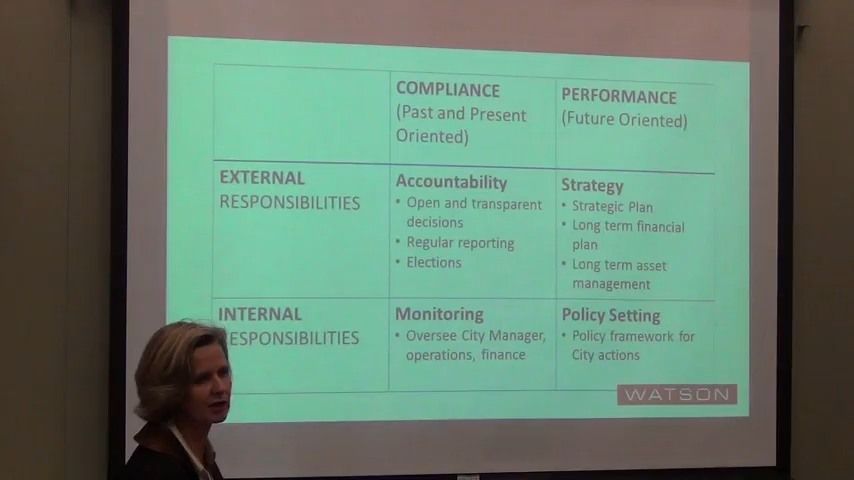 COMPLIANCE
(Past and Present
Oriented)
PERFORMANCE
(Future Oriented)
EXTERNAL
RESPONSIBILITIES
Accountability
• Open and transparent
decisions
• Regular reporting
• Elections
Strategy
• Strategic Plan
• Long term financial
plan
• Long term asset
management
INTERNAL
RESPONSIBILITIES
Monitoring
• Oversee City Manager,
operations, finance
Policy Setting
• Policy framework for
City actions
WATSON